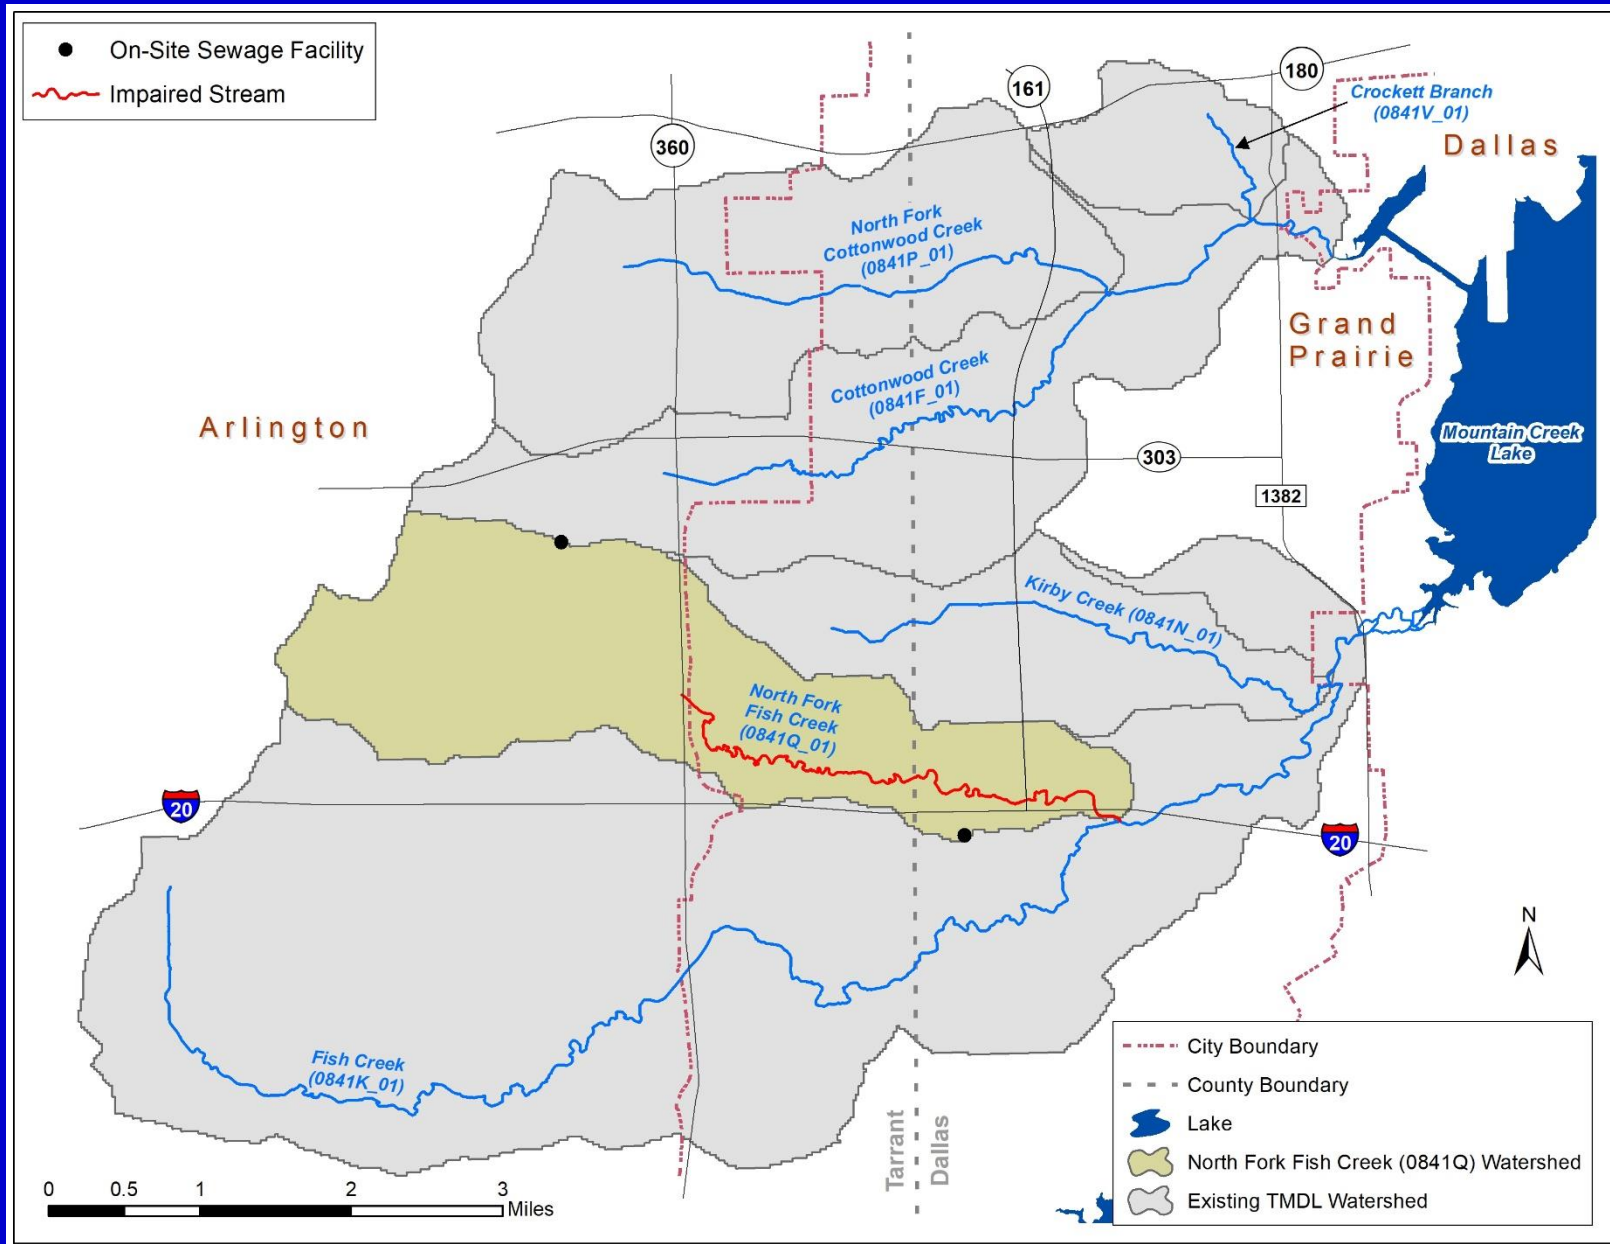 On-Site Sewage Facility
Impaired Stream
180
161
Crockett Branch
(0841V_01)
Dallas
360
North Fork
Cottonwood Creek
(0841P_01)
Grand
Prairie
Cottonwood Creek
(0841F_01)
Arlington
Mountain Creek
Lake
303
1382
Kirby Creek (0841N_01)
North Fork
Fish Creek
(0841Q_01)
20
20
N
Fish Creek
(0841K_01)
Tarrant
Dallas
City Boundary
County Boundary
Lake
North Fork Fish Creek (0841Q) Watershed
Existing TMDL Watershed
0 0.5 1 2 3
Miles